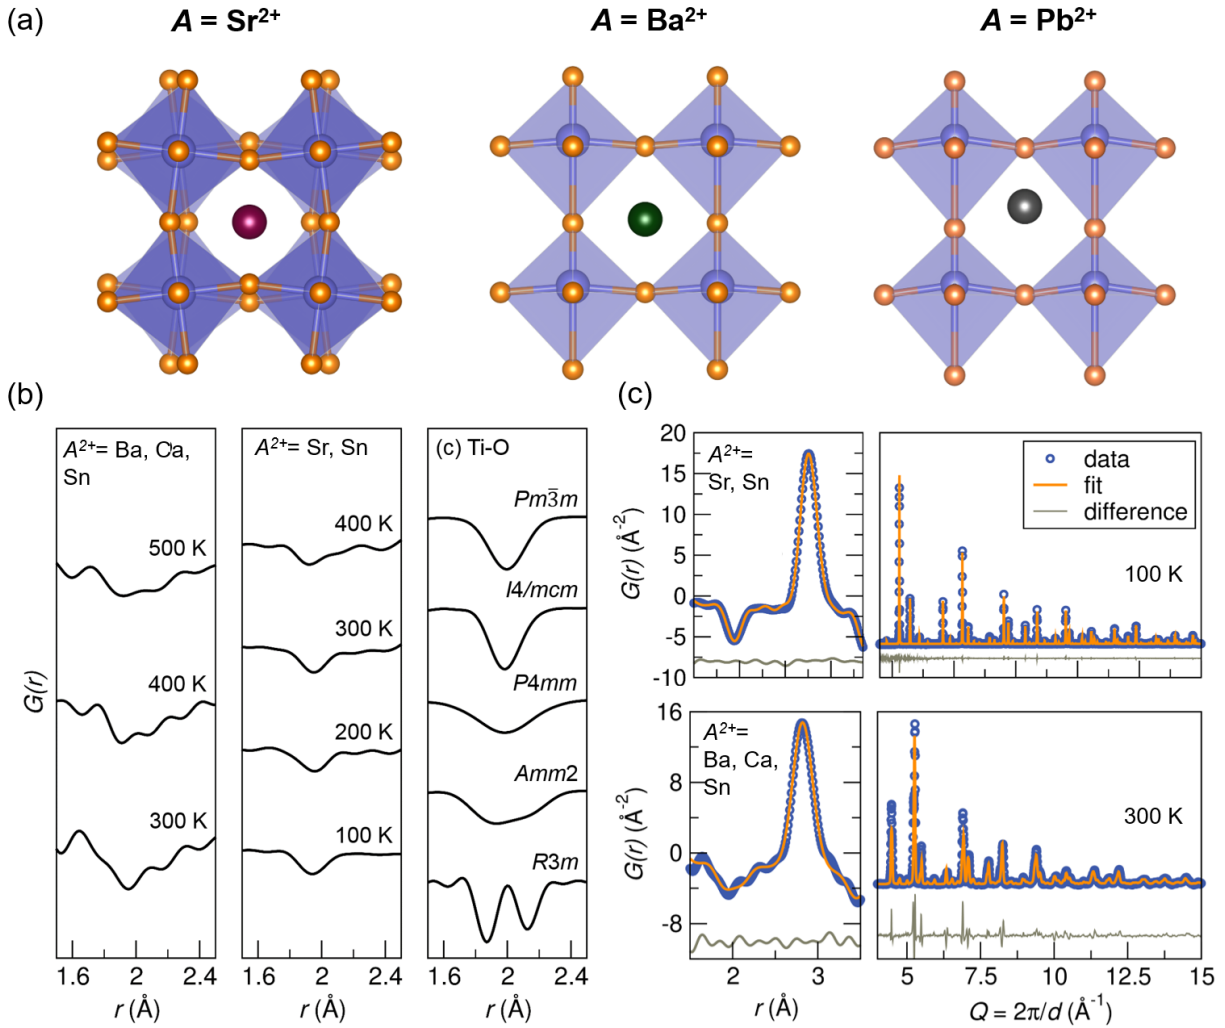 (a)
A = Sr²⁺
A = Ba²⁺
A = Pb²⁺
(b)
A²⁺= Ba, Ca,
Sn
500 K
400 K
300 K
G(r)
1.6
2
2.4
r (Å)
A²⁺= Sr, Sn
400 K
300 K
200 K
100 K
1.6
2
2.4
r (Å)
(c) Ti-O
Pm3̅m
I4/mcm
P4mm
Amm2
R3m
1.6
2
2.4
r (Å)
(c)
20
15
10
5
0
-5
-10
G(r) (Å⁻²)
A²⁺=
Sr, Sn
data
fit
difference
100 K
16
8
0
-8
G(r) (Å⁻²)
A²⁺=
Ba, Ca,
Sn
2
3
r (Å)
300 K
5
7.5
10
12.5
15
Q = 2π/d (Å⁻¹)